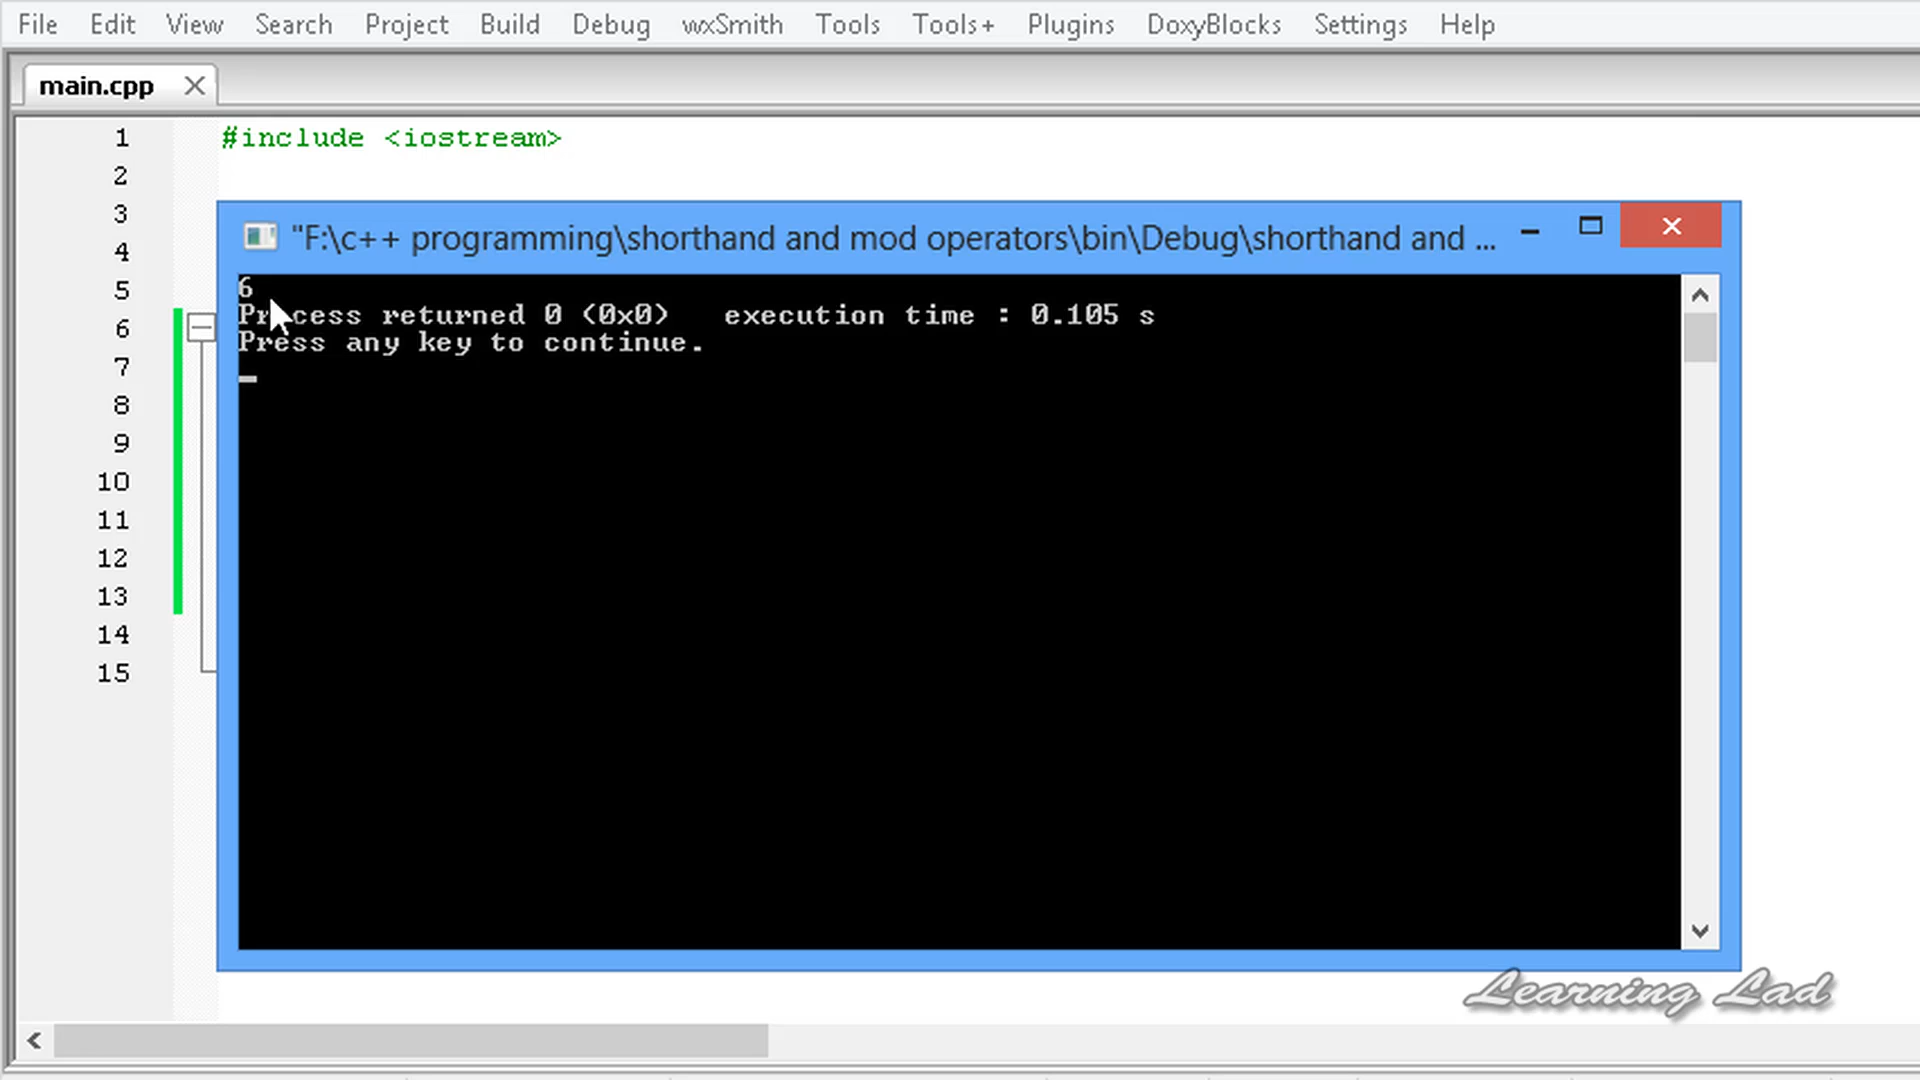 File Edit View Search Project Build Debug wxSmith Tools Tools+ Plugins DoxyBlocks Settings Help
main.cpp
1 #include <iostream>
2
3
"F:\c++ programming\shorthand and mod operators\bin\Debug\shorthand and ...
4
5
6
Process returned 0 (0x0) execution time : 0.105 s
6
Press any key to continue.
7
8
9
10
11
12
13
14
15
Learning Lad